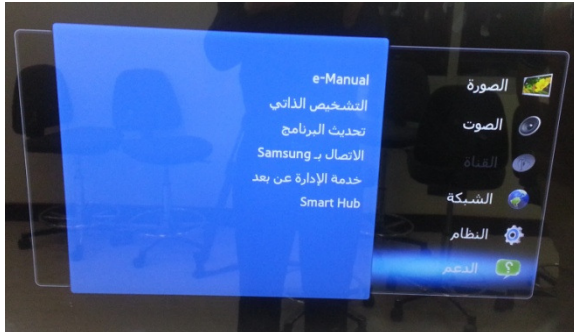 الصورة
الصوت
القناة
الشبكة
النظام
الدعم
e-Manual
التشخيص الذاتي
تحديث البرنامج
الاتصال بـ Samsung
خدمة الإدارة عن بعد
Smart Hub